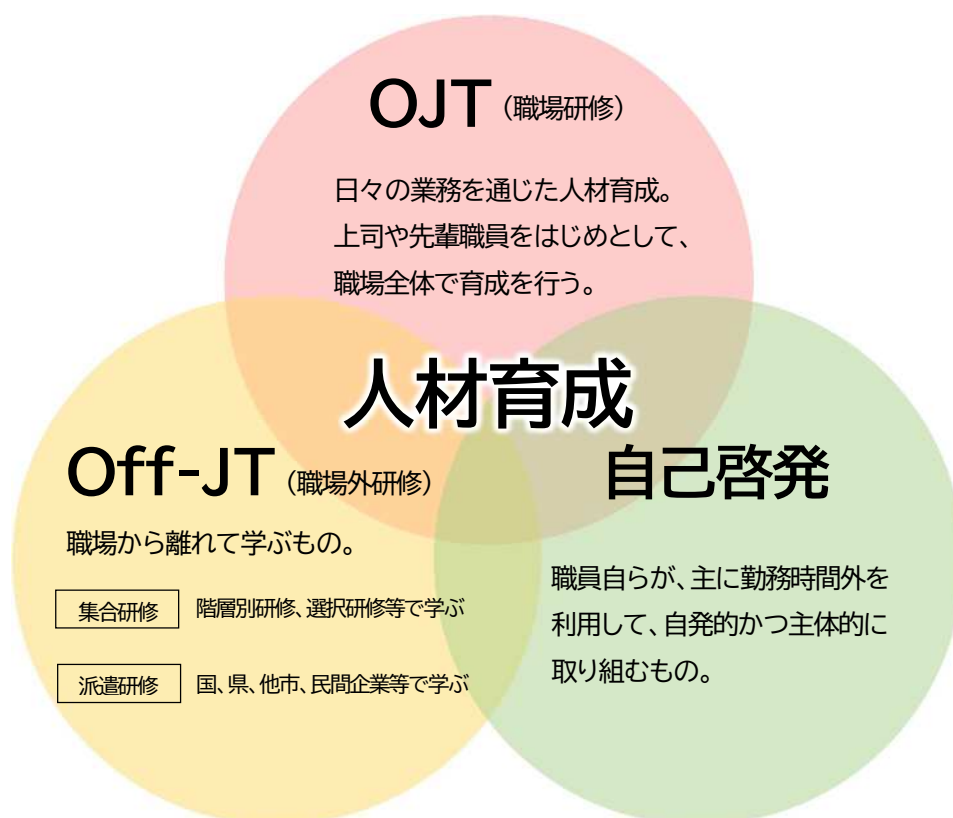 OJT（職場研修）
日々の業務を通じた人材育成。
上司や先輩職員をはじめとして、
職場全体で育成を行う。
人材育成
Off-JT（職場外研修）
職場から離れて学ぶもの。
集合研修 階層別研修、選択研修等で学ぶ
派遣研修 国、県、他市、民間企業等で学ぶ
自己啓発
職員自らが、主に勤務時間外を
利用して、自発的かつ主体的に
取り組むもの。